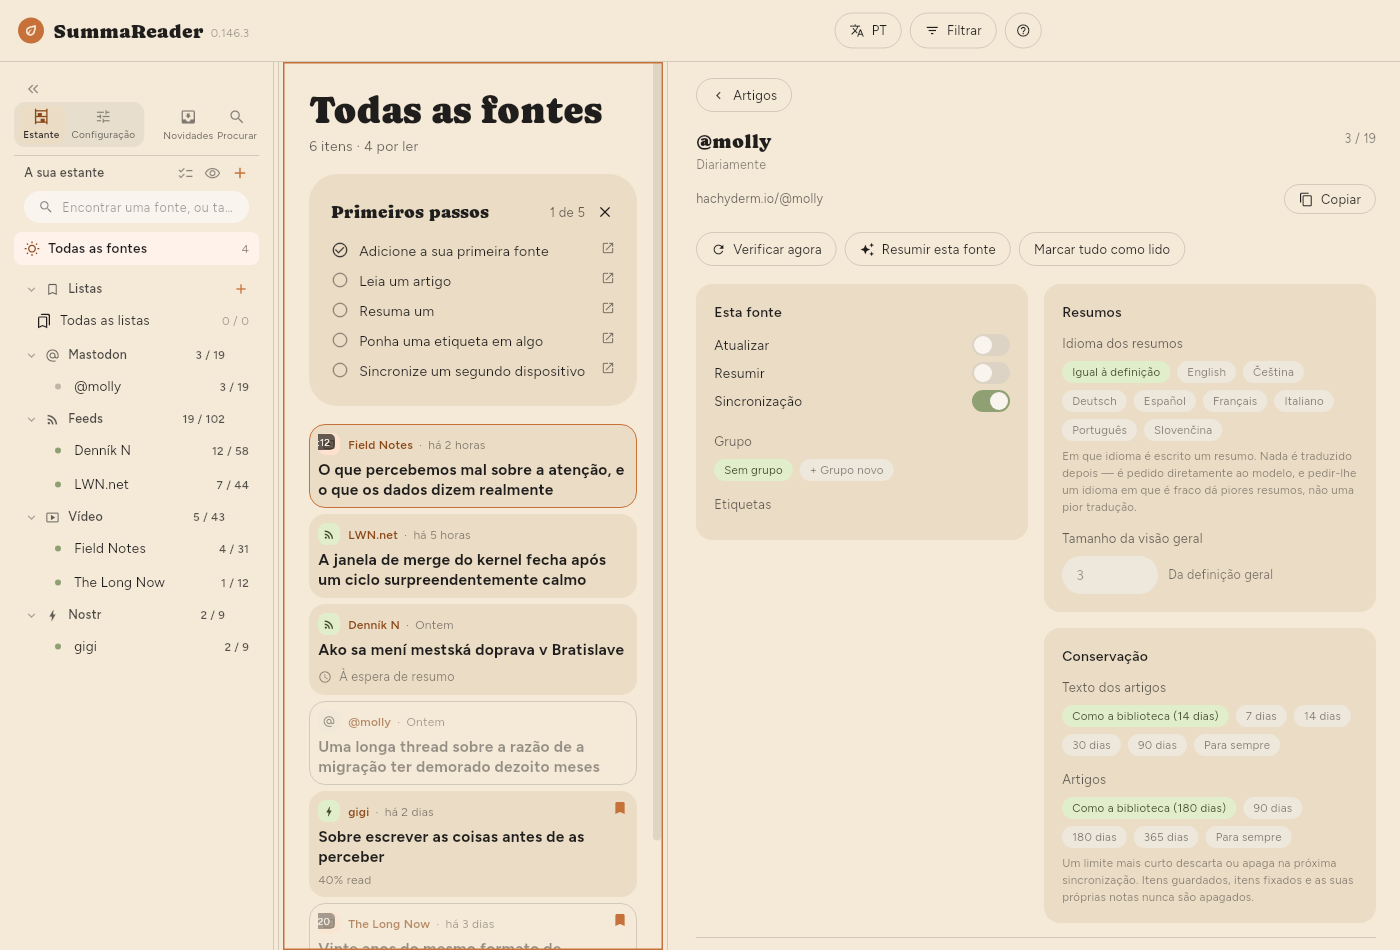 SummaReader 0.146.3
PT
Filtrar
Estante
Configuração
Novidades
Procurar
A sua estante
Encontrar uma fonte, ou ta…
Todas as fontes 4
Listas
Todas as listas 0 / 0
Mastodon 3 / 19
@molly 3 / 19
Feeds 19 / 102
Denník N 12 / 58
LWN.net 7 / 44
Vídeo 5 / 43
Field Notes 4 / 31
The Long Now 1 / 12
Nostr 2 / 9
gigi 2 / 9
Todas as fontes
6 itens · 4 por ler
Primeiros passos 1 de 5
Adicione a sua primeira fonte
Leia um artigo
Resuma um
Ponha uma etiqueta em algo
Sincronize um segundo dispositivo
:12 Field Notes · há 2 horas
O que percebemos mal sobre a atenção, e
o que os dados dizem realmente
LWN.net · há 5 horas
A janela de merge do kernel fecha após
um ciclo surpreendentemente calmo
Denník N · Ontem
Ako sa mení mestská doprava v Bratislave
À espera de resumo
@molly · Ontem
Uma longa thread sobre a razão de a
migração ter demorado dezoito meses
gigi · há 2 dias
Sobre escrever as coisas antes de as
perceber
40% read
20 The Long Now · há 3 dias
Vinte anos do mesmo formato de
Artigos
@molly 3 / 19
Diariamente
hachyderm.io/@molly
Copiar
Verificar agora
Resumir esta fonte
Marcar tudo como lido
Esta fonte
Atualizar
Resumir
Sincronização
Grupo
Sem grupo
+ Grupo novo
Etiquetas
Resumos
Idioma dos resumos
Igual à definição English Čeština
Deutsch Español Français Italiano
Português Slovenčina
Em que idioma é escrito um resumo. Nada é traduzido
depois — é pedido diretamente ao modelo, e pedir-lhe
um idioma em que é fraco dá piores resumos, não uma
pior tradução.
Tamanho da visão geral
3 Da definição geral
Conservação
Texto dos artigos
Como a biblioteca (14 dias) 7 dias 14 dias
30 dias 90 dias Para sempre
Artigos
Como a biblioteca (180 dias) 90 dias
180 dias 365 dias Para sempre
Um limite mais curto descarta ou apaga na próxima
sincronização. Itens guardados, itens fixados e as suas
próprias notas nunca são apagados.